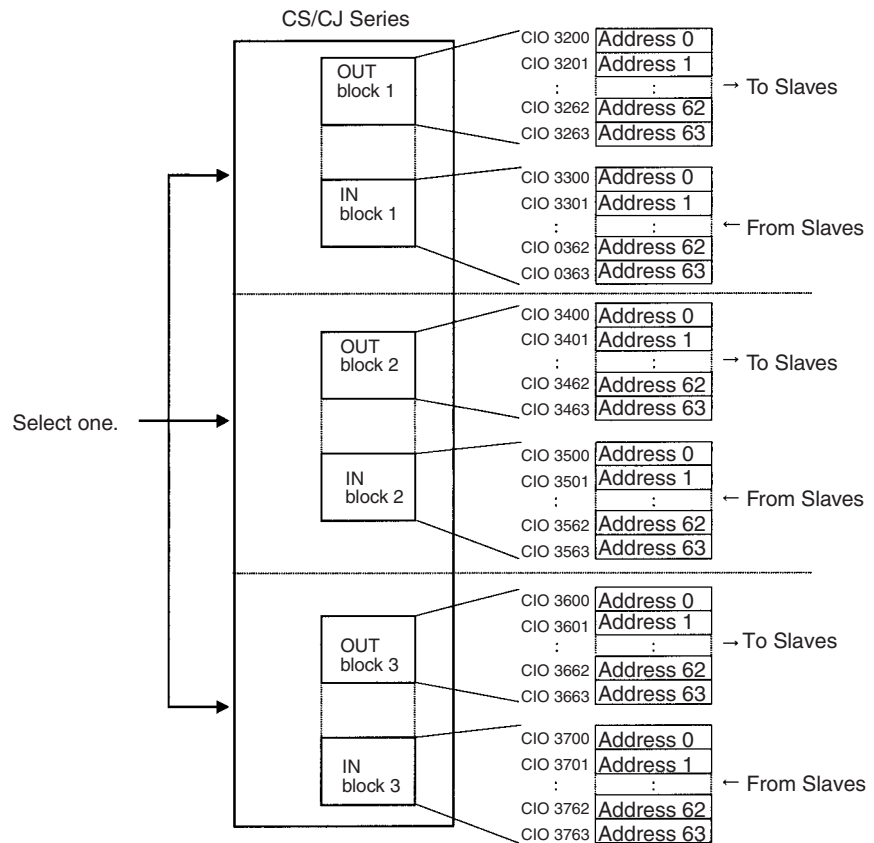 CS/CJ Series
OUT
block 1
CIO 3200 Address 0
CIO 3201 Address 1
: :
CIO 3262 Address 62
CIO 3263 Address 63
→ To Slaves
IN
block 1
CIO 3300 Address 0
CIO 3301 Address 1
: :
CIO 0362 Address 62
CIO 0363 Address 63
← From Slaves
OUT
block 2
CIO 3400 Address 0
CIO 3401 Address 1
: :
CIO 3462 Address 62
CIO 3463 Address 63
→ To Slaves
Select one.
IN
block 2
CIO 3500 Address 0
CIO 3501 Address 1
: :
CIO 3562 Address 62
CIO 3563 Address 63
← From Slaves
OUT
block 3
CIO 3600 Address 0
CIO 3601 Address 1
: :
CIO 3662 Address 62
CIO 3663 Address 63
→ To Slaves
IN
block 3
CIO 3700 Address 0
CIO 3701 Address 1
: :
CIO 3762 Address 62
CIO 3763 Address 63
← From Slaves